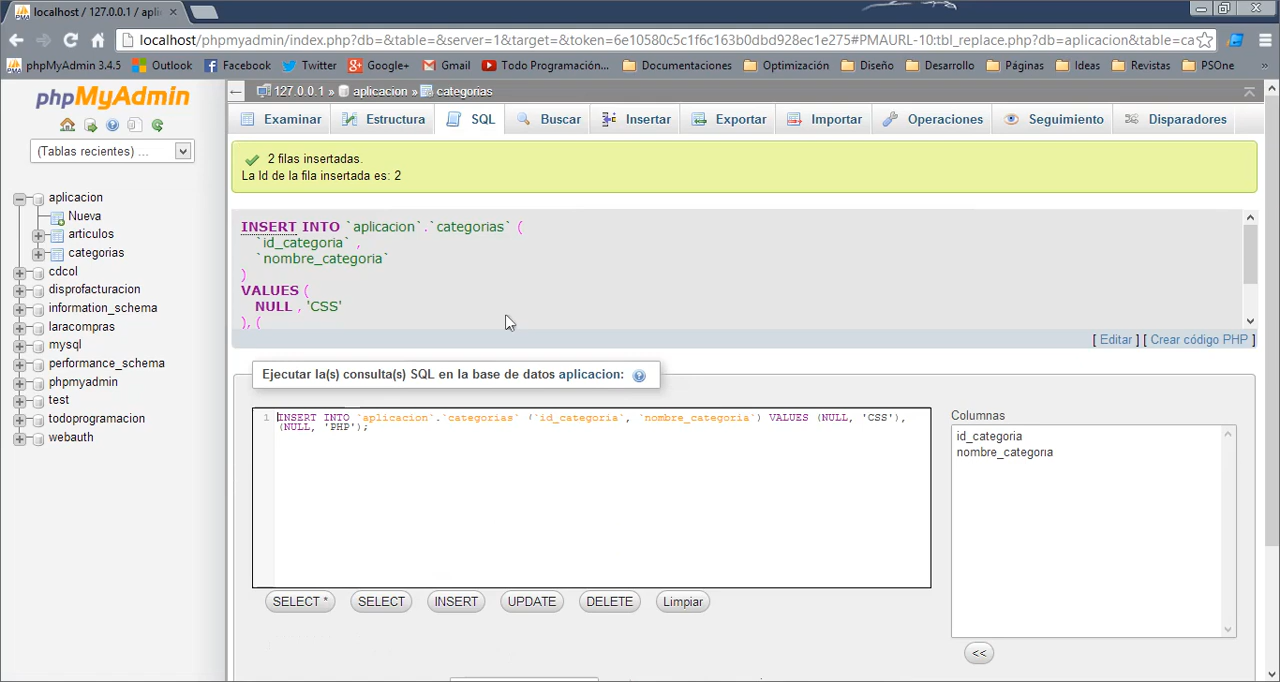 localhost / 127.0.0.1 / apli
localhost/phpmyadmin/index.php?db=&table=&server=1&target=&token=6e10580c5c1f6c163b0dbd928ec1e275#PMAURL-10:tbl_replace.php?db=aplicacion&table=ca
phpMyAdmin 3.4.5 Outlook Facebook Twitter Google+ Gmail Todo Programación... Documentaciones Optimización Diseño Desarrollo Páginas Ideas Revistas PSOne »
phpMyAdmin
(Tablas recientes) ...
aplicacion
Nueva
articulos
categorias
cdcol
disprofacturacion
information_schema
laracompras
mysql
performance_schema
phpmyadmin
test
todoprogramacion
webauth
127.0.0.1 » aplicacion » categorias
Examinar Estructura SQL Buscar Insertar Exportar Importar Operaciones Seguimiento Disparadores
2 filas insertadas.
La Id de la fila insertada es: 2
INSERT INTO `aplicacion`.`categorias` (
`id_categoria` ,
`nombre_categoria`
)
VALUES (
NULL , 'CSS'
), (
[ Editar ] [ Crear código PHP ]
Ejecutar la(s) consulta(s) SQL en la base de datos aplicacion:
1 INSERT INTO `aplicacion`.`categorias` (`id_categoria`, `nombre_categoria`) VALUES (NULL, 'CSS'),
(NULL, 'PHP');
Columnas
id_categoria
nombre_categoria
SELECT * SELECT INSERT UPDATE DELETE Limpiar
<<